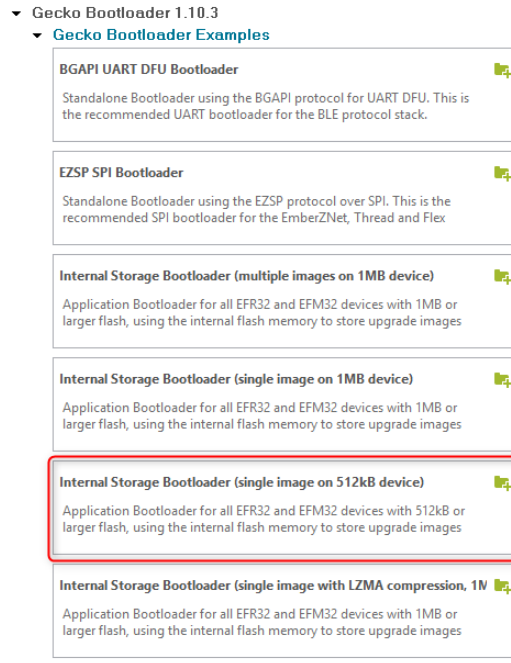 Gecko Bootloader 1.10.3
Gecko Bootloader Examples
BGAPI UART DFU Bootloader
Standalone Bootloader using the BGAPI protocol for UART DFU. This is
the recommended UART bootloader for the BLE protocol stack.
EZSP SPI Bootloader
Standalone Bootloader using the EZSP protocol over SPI. This is the
recommended SPI bootloader for the EmberZNet, Thread and Flex
Internal Storage Bootloader (multiple images on 1MB device)
Application Bootloader for all EFR32 and EFM32 devices with 1MB or
larger flash, using the internal flash memory to store upgrade images
Internal Storage Bootloader (single image on 1MB device)
Application Bootloader for all EFR32 and EFM32 devices with 1MB or
larger flash, using the internal flash memory to store upgrade images
Internal Storage Bootloader (single image on 512kB device)
Application Bootloader for all EFR32 and EFM32 devices with 512kB or
larger flash, using the internal flash memory to store upgrade images
Internal Storage Bootloader (single image with LZMA compression, 1M
Application Bootloader for all EFR32 and EFM32 devices with 1MB or
larger flash, using the internal flash memory to store upgrade images